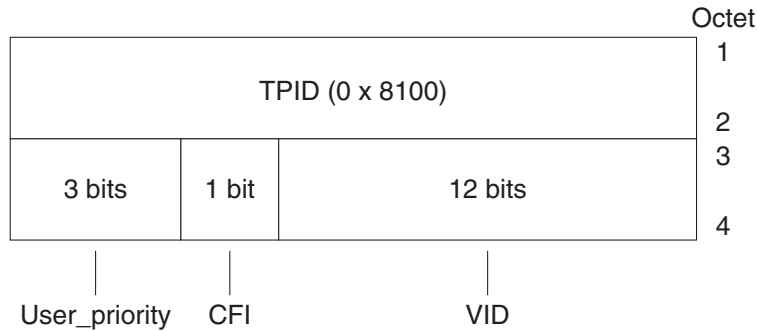 Octet
1
TPID (0 x 8100)
2
3
3 bits 1 bit 12 bits
4
User_priority CFI VID